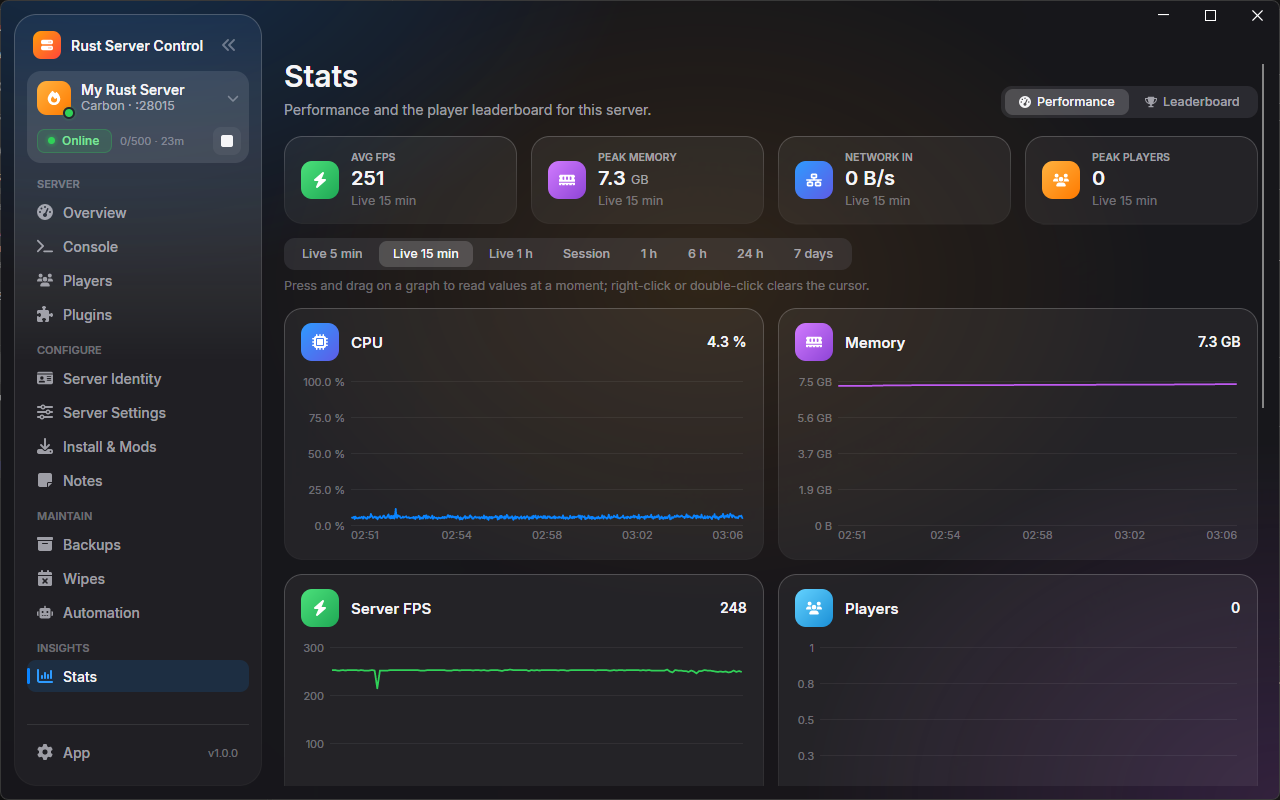 Rust Server Control
My Rust Server
Carbon · :28015
Online
0/500 · 23m
SERVER
Overview
Console
Players
Plugins
CONFIGURE
Server Identity
Server Settings
Install & Mods
Notes
MAINTAIN
Backups
Wipes
Automation
INSIGHTS
Stats
App
v1.0.0
Stats
Performance and the player leaderboard for this server.
Performance
Leaderboard
AVG FPS
251
Live 15 min
PEAK MEMORY
7.3 GB
Live 15 min
NETWORK IN
0 B/s
Live 15 min
PEAK PLAYERS
0
Live 15 min
Live 5 min
Live 15 min
Live 1 h
Session
1 h
6 h
24 h
7 days
Press and drag on a graph to read values at a moment; right-click or double-click clears the cursor.
CPU
4.3 %
100.0 %
75.0 %
50.0 %
25.0 %
0.0 %
02:51
02:54
02:58
03:02
03:06
Memory
7.3 GB
7.5 GB
5.6 GB
3.7 GB
1.9 GB
0 B
02:51
02:54
02:58
03:02
03:06
Server FPS
248
300
200
100
Players
0
1
0.8
0.5
0.3